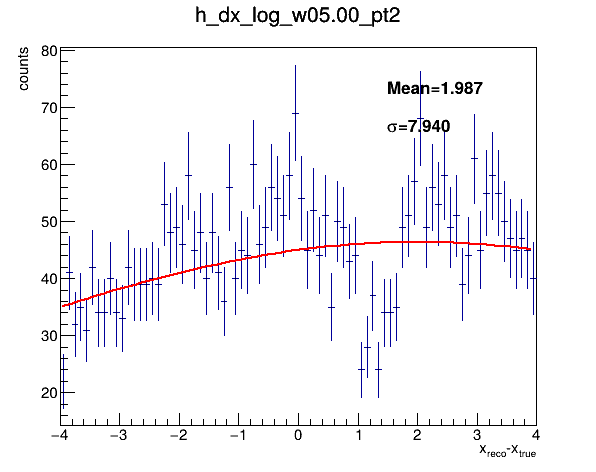 h_dx_log_w05.00_pt2
counts
80
70
60
50
40
30
20
Mean=1.987
σ=7.940
−4 −3 −2 −1 0 1 2 3 4
x_reco-x_true